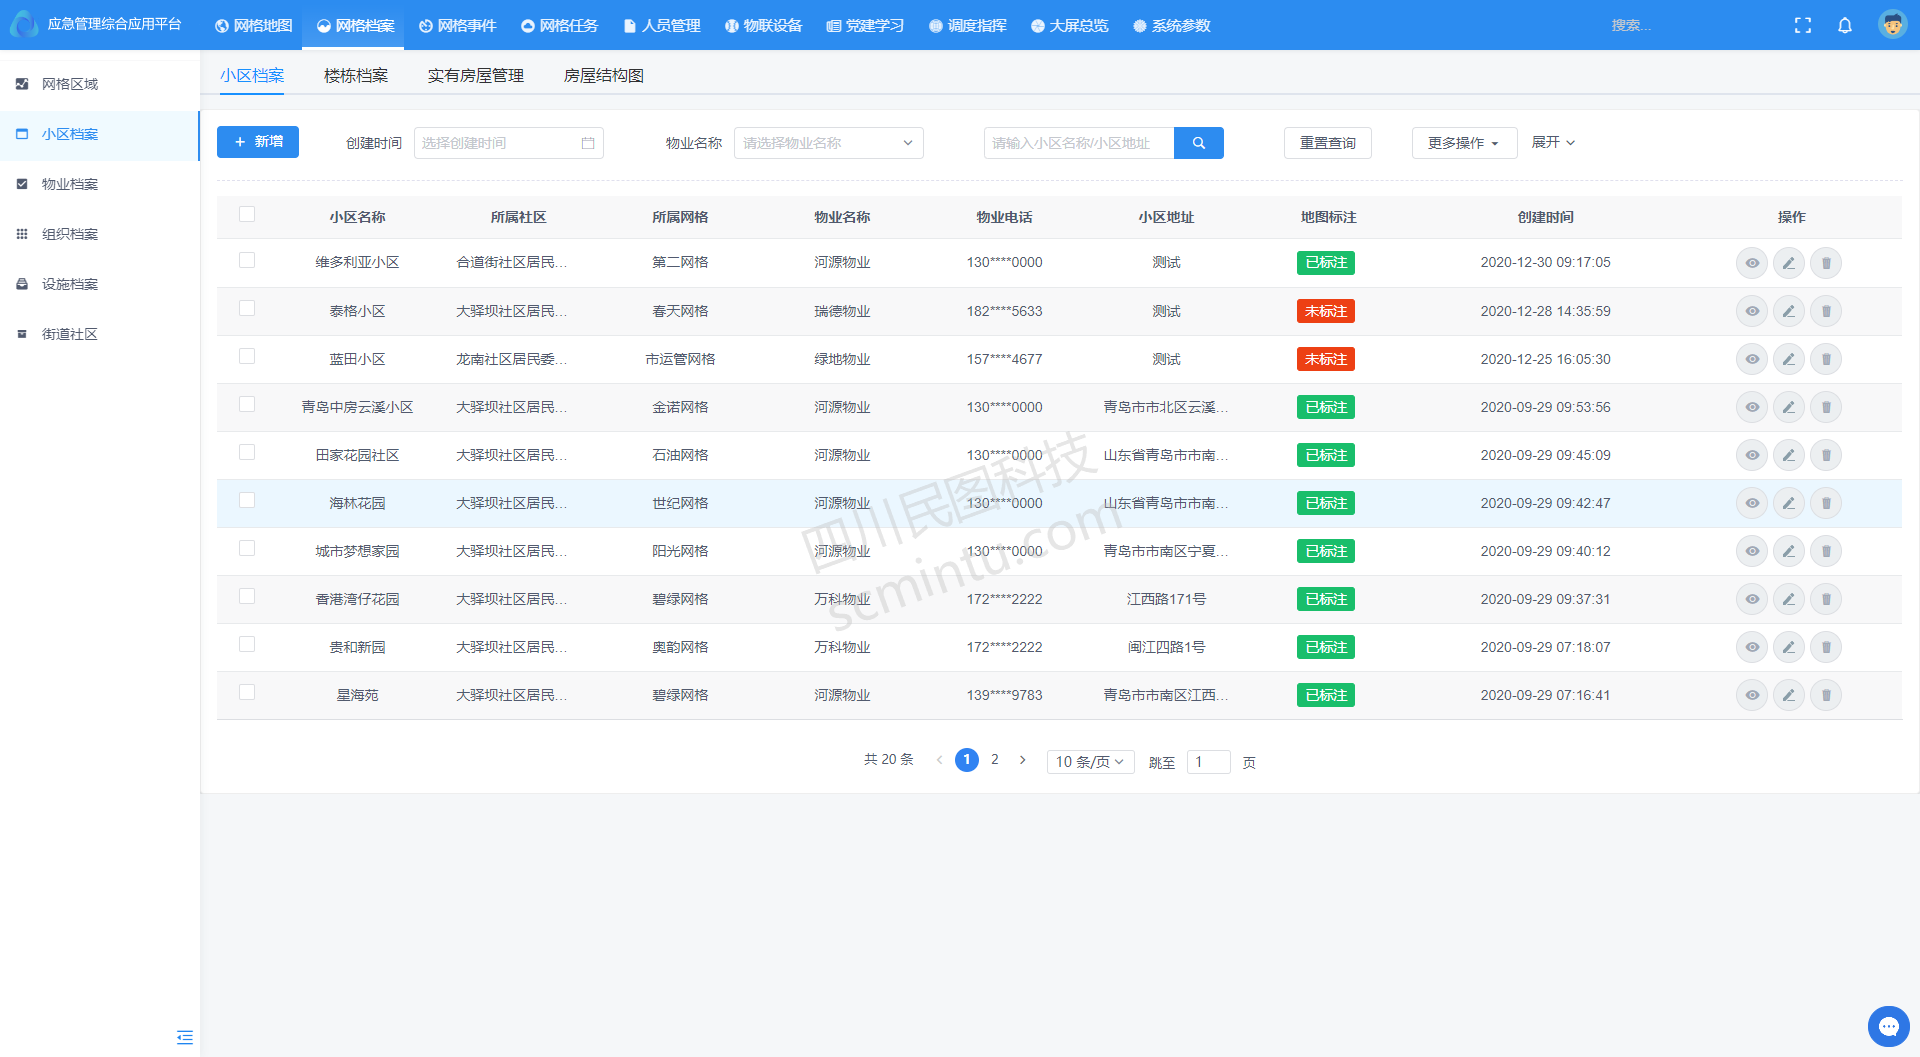 应急管理综合应用平台 网格地图 网格档案 网格事件 网格任务 人员管理 物联设备 党建学习 调度指挥 大屏总览 系统参数 搜索...
网格区域
小区档案
物业档案
组织档案
设施档案
街道社区
小区档案 楼栋档案 实有房屋管理 房屋结构图
+ 新增 创建时间 选择创建时间 物业名称 请选择物业名称 请输入小区名称/小区地址 重置查询 更多操作 展开
小区名称 所属社区 所属网格 物业名称 物业电话 小区地址 地图标注 创建时间 操作
维多利亚小区 合道街社区居民... 第二网格 河源物业 130****0000 测试 已标注 2020-12-30 09:17:05
泰格小区 大驿坝社区居民... 春天网格 瑞德物业 182****5633 测试 未标注 2020-12-28 14:35:59
蓝田小区 龙南社区居民委... 市运管网格 绿地物业 157****4677 测试 未标注 2020-12-25 16:05:30
青岛中房云溪小区 大驿坝社区居民... 金诺网格 河源物业 130****0000 青岛市市北区云溪... 已标注 2020-09-29 09:53:56
田家花园社区 大驿坝社区居民... 石油网格 河源物业 130****0000 山东省青岛市市南... 已标注 2020-09-29 09:45:09
海林花园 大驿坝社区居民... 世纪网格 河源物业 130****0000 山东省青岛市市南... 已标注 2020-09-29 09:42:47
城市梦想家园 大驿坝社区居民... 阳光网格 河源物业 130****0000 青岛市市南区宁夏... 已标注 2020-09-29 09:40:12
香港湾仔花园 大驿坝社区居民... 碧绿网格 万科物业 172****2222 江西路171号 已标注 2020-09-29 09:37:31
贵和新园 大驿坝社区居民... 奥韵网格 万科物业 172****2222 闽江四路1号 已标注 2020-09-29 07:18:07
星海苑 大驿坝社区居民... 碧绿网格 河源物业 139****9783 青岛市市南区江西... 已标注 2020-09-29 07:16:41
四川民图科技
scmintu.com
共 20 条 1 2 10 条/页 跳至 1 页